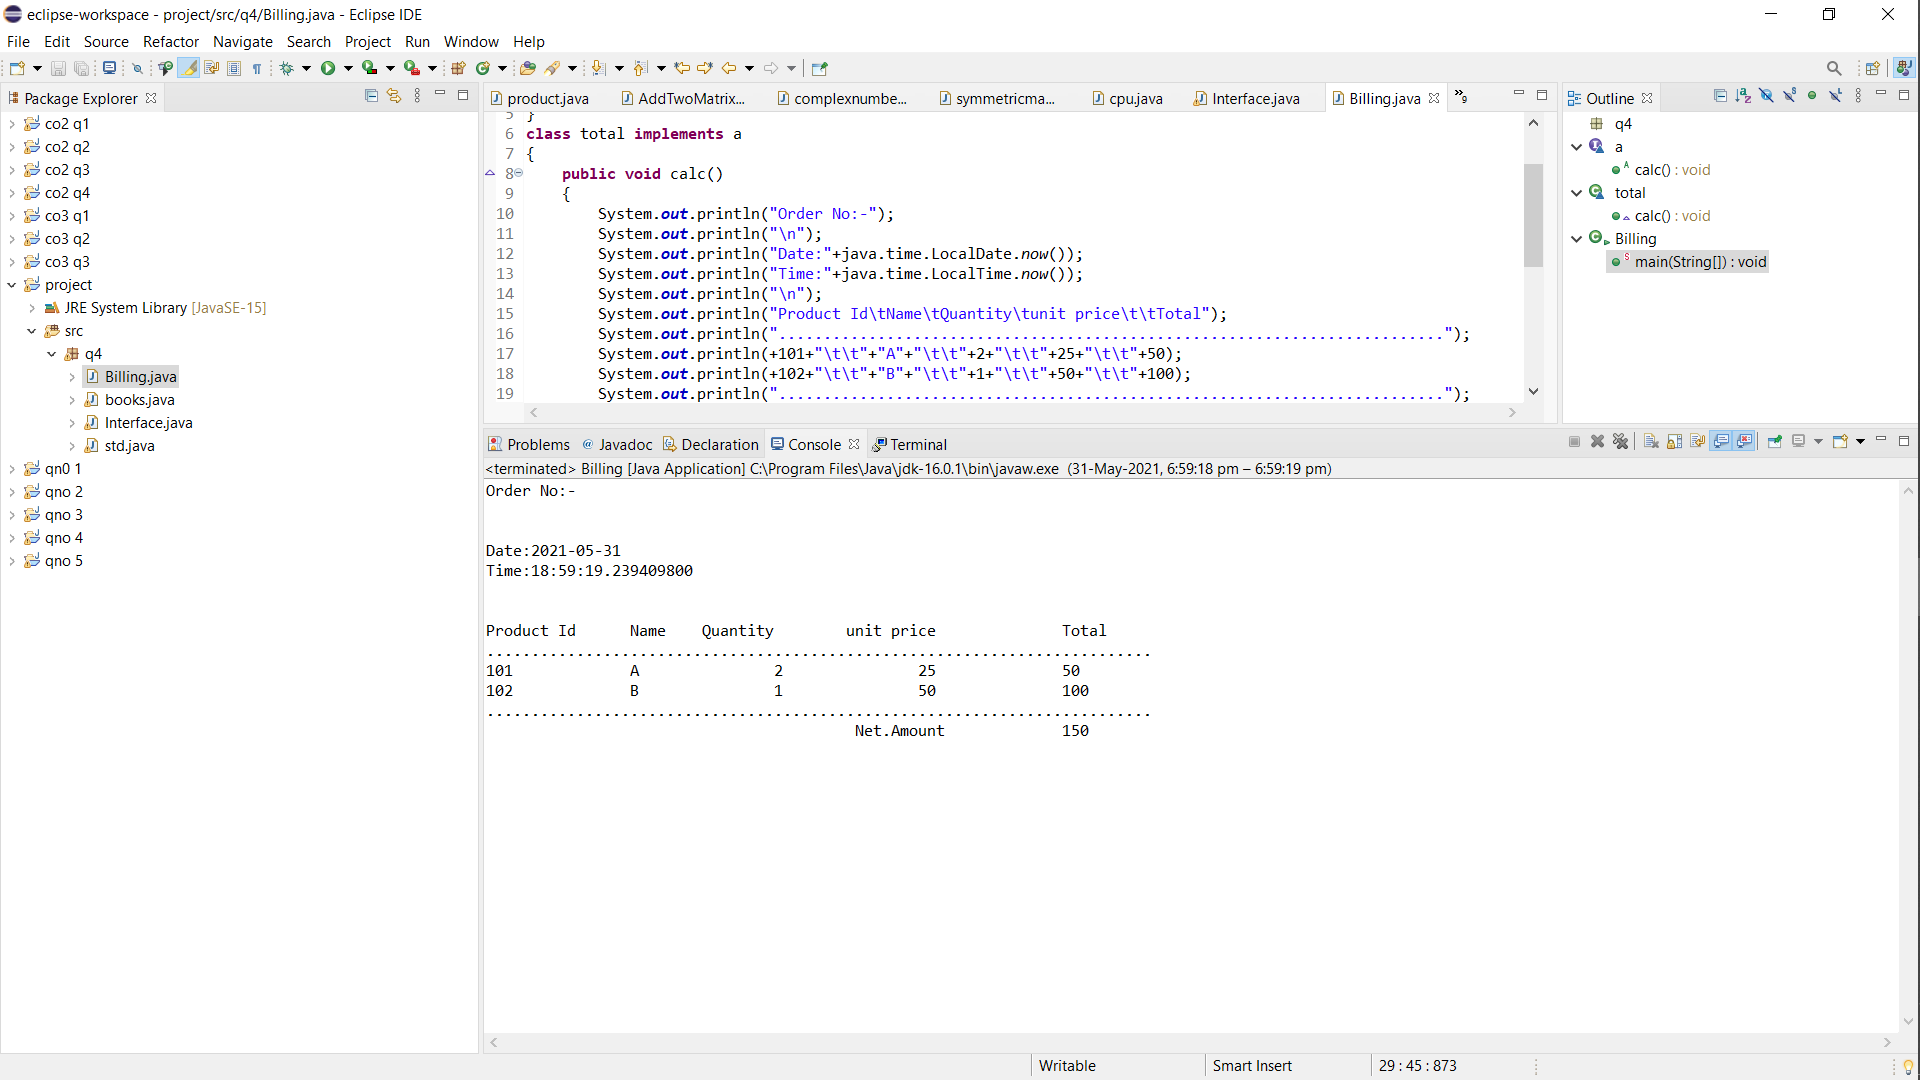 eclipse-workspace - project/src/q4/Billing.java - Eclipse IDE
File Edit Source Refactor Navigate Search Project Run Window Help
Package Explorer
co2 q1
co2 q2
co2 q3
co2 q4
co3 q1
co3 q2
co3 q3
project
JRE System Library [JavaSE-15]
src
q4
Billing.java
books.java
Interface.java
std.java
qn0 1
qno 2
qno 3
qno 4
qno 5
product.java AddTwoMatrix... complexnumbe... symmetricma... cpu.java Interface.java Billing.java »9
5 }
6 class total implements a
7 {
8 public void calc()
9 {
10 System.out.println("Order No:-");
11 System.out.println("\n");
12 System.out.println("Date:"+java.time.LocalDate.now());
13 System.out.println("Time:"+java.time.LocalTime.now());
14 System.out.println("\n");
15 System.out.println("Product Id\tName\tQuantity\tunit price\t\tTotal");
16 System.out.println("..........................................................................");
17 System.out.println(+101+"\t\t"+"A"+"\t\t"+2+"\t\t"+25+"\t\t"+50);
18 System.out.println(+102+"\t\t"+"B"+"\t\t"+1+"\t\t"+50+"\t\t"+100);
19 System.out.println("..........................................................................");
Outline
q4
a
calc() : void
total
calc() : void
Billing
main(String[]) : void
Problems @ Javadoc Declaration Console Terminal
<terminated> Billing [Java Application] C:\Program Files\Java\jdk-16.0.1\bin\javaw.exe (31-May-2021, 6:59:18 pm – 6:59:19 pm)
Order No:-
Date:2021-05-31
Time:18:59:19.239409800
Product Id Name Quantity unit price Total
..........................................................................
101 A 2 25 50
102 B 1 50 100
..........................................................................
Net.Amount 150
Writable Smart Insert 29 : 45 : 873